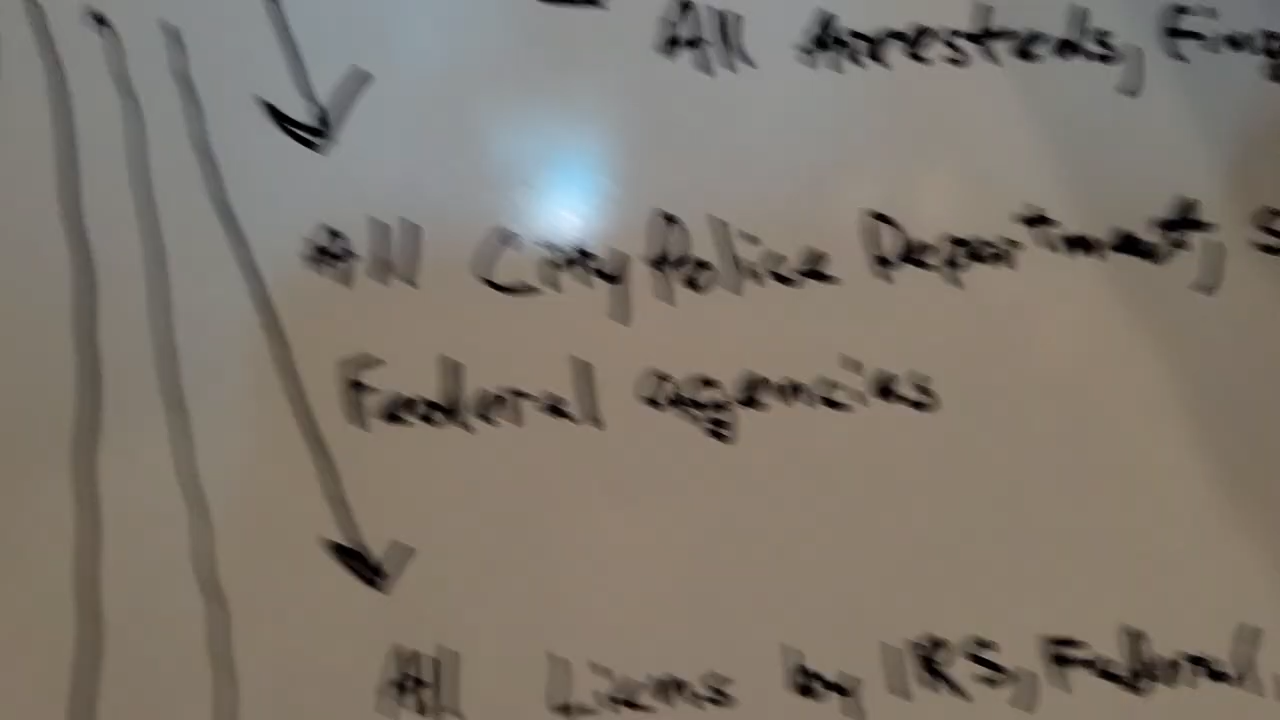 All Arresteds,
All City Police Department,
Federal agencies
All Liens by IRS, Federal,